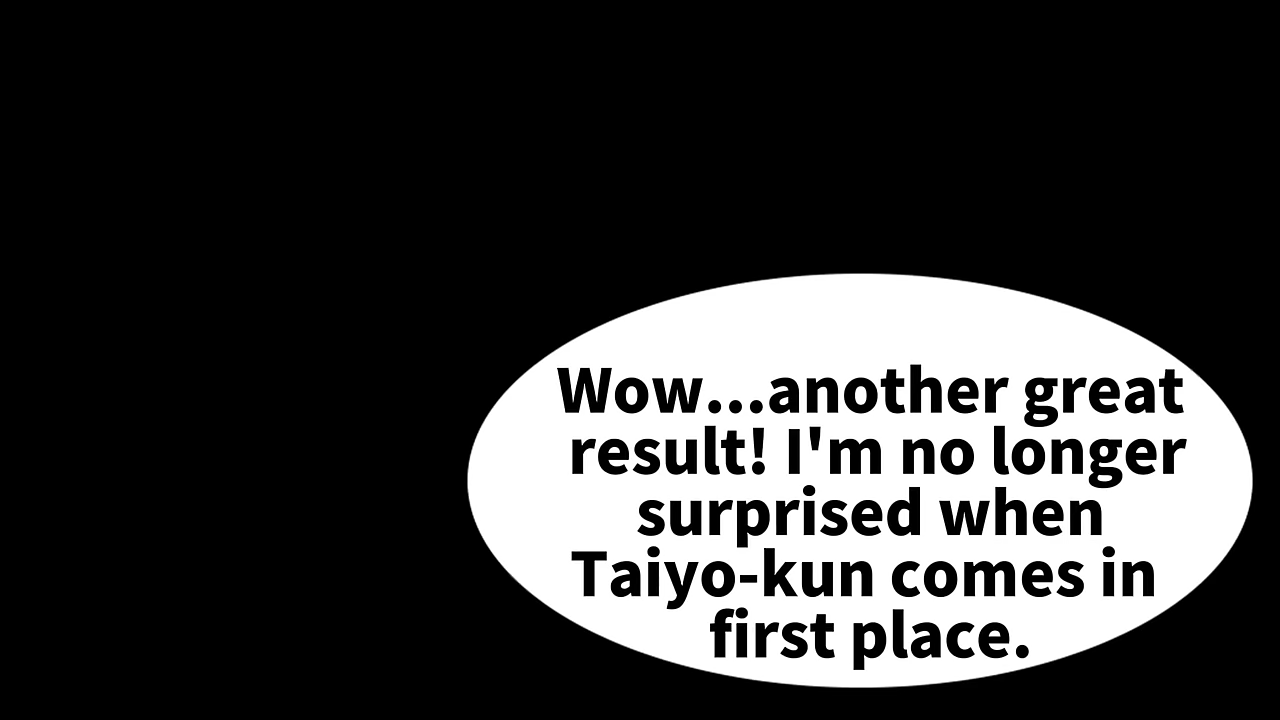 Wow...another great
result! I'm no longer
surprised when
Taiyo-kun comes in
first place.